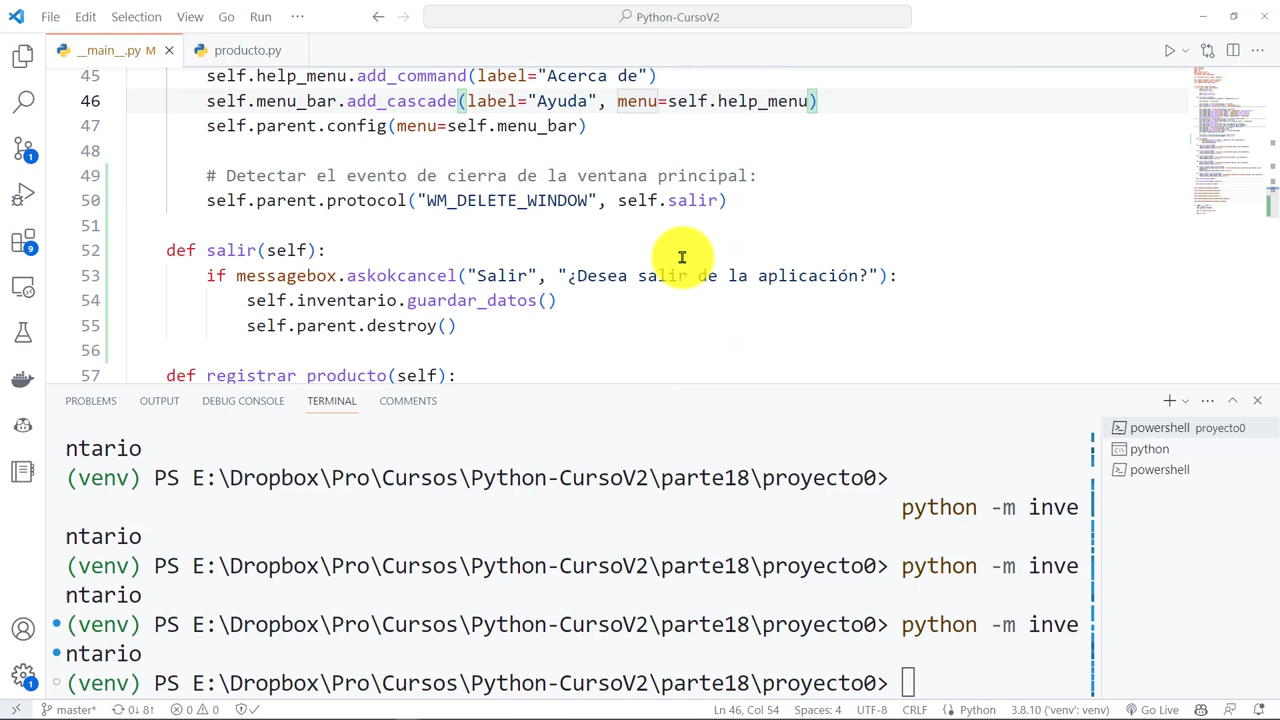 File Edit Selection View Go Run ··· Python-CursoV2
__main__.py M producto.py
45 self.help_menu.add_command(label="Acerca de")
46 self.menu_bar.add_cascade(label="Ayuda", menu=self.help_menu)
47 self.parent.config(menu=self.menu_bar)
48
49 # Detectar el evento de cierre de la ventana principal:
50 self.parent.protocol("WM_DELETE_WINDOW", self.salir)
51
52 def salir(self):
53 if messagebox.askokcancel("Salir", "¿Desea salir de la aplicación?"):
54 self.inventario.guardar_datos()
55 self.parent.destroy()
56
57 def registrar_producto(self):
PROBLEMS OUTPUT DEBUG CONSOLE TERMINAL COMMENTS
powershell proyecto0
python
powershell
ntario
(venv) PS E:\Dropbox\Pro\Cursos\Python-CursoV2\parte18\proyecto0>
python -m inve
ntario
(venv) PS E:\Dropbox\Pro\Cursos\Python-CursoV2\parte18\proyecto0> python -m inve
ntario
(venv) PS E:\Dropbox\Pro\Cursos\Python-CursoV2\parte18\proyecto0> python -m inve
ntario
(venv) PS E:\Dropbox\Pro\Cursos\Python-CursoV2\parte18\proyecto0>
1
9
1
master* 0↓ 8↑ 0 0 Ln 46, Col 54 Spaces: 4 UTF-8 CRLF Python 3.8.10 ('venv': venv) Go Live